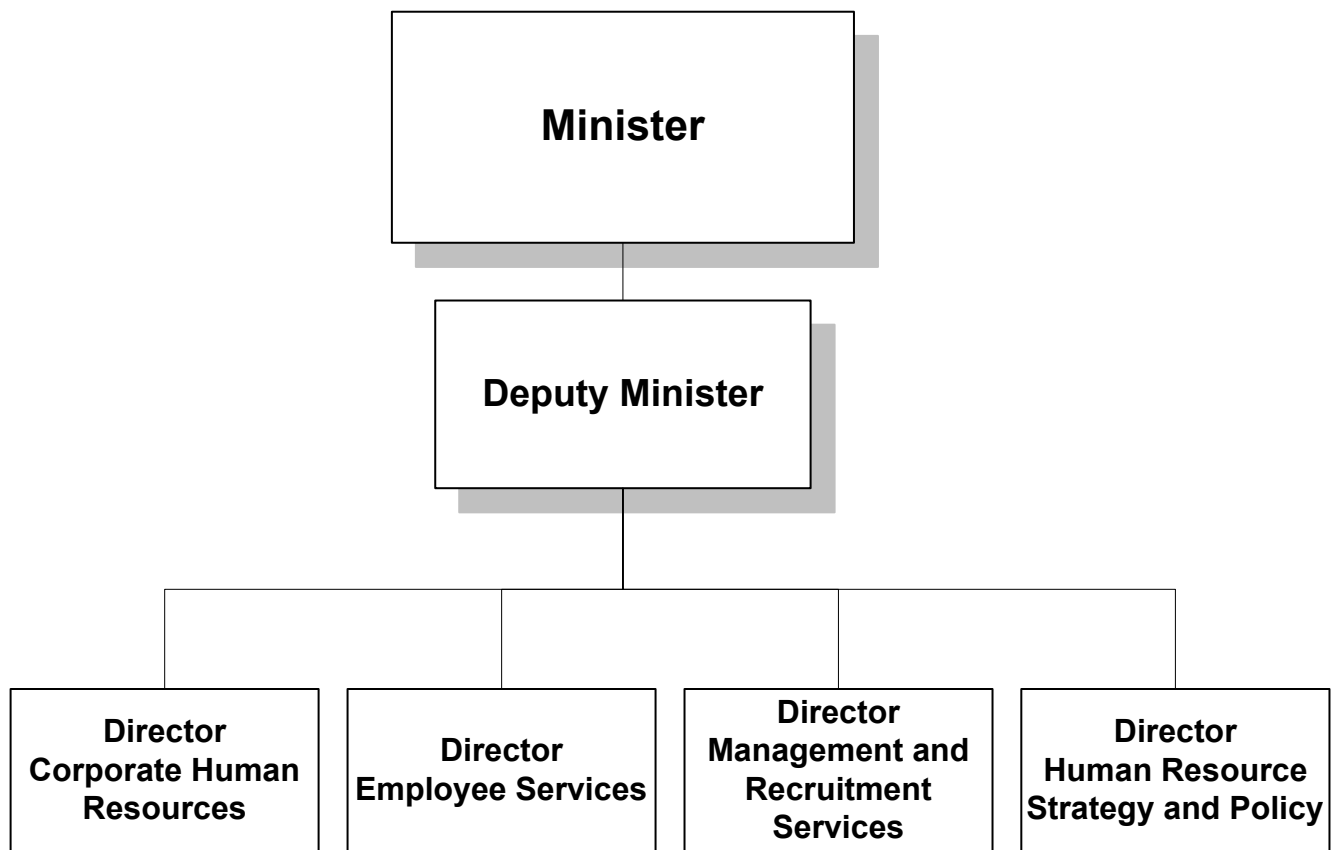 Minister
Deputy Minister
Director
Corporate Human
Resources
Director
Employee Services
Director
Management and
Recruitment
Services
Director
Human Resource
Strategy and Policy